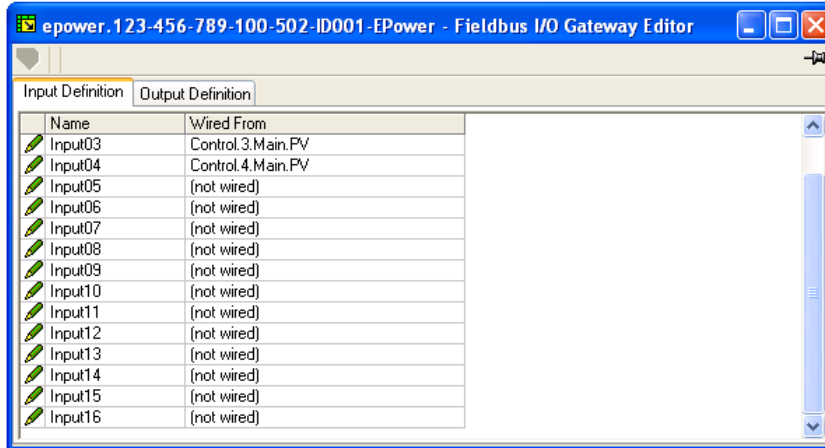 epower.123-456-789-100-502-ID001-EPower - Fieldbus I/O Gateway Editor
Input Definition Output Definition
Name Wired From
Input03 Control.3.Main.PV
Input04 Control.4.Main.PV
Input05 (not wired)
Input06 (not wired)
Input07 (not wired)
Input08 (not wired)
Input09 (not wired)
Input10 (not wired)
Input11 (not wired)
Input12 (not wired)
Input13 (not wired)
Input14 (not wired)
Input15 (not wired)
Input16 (not wired)